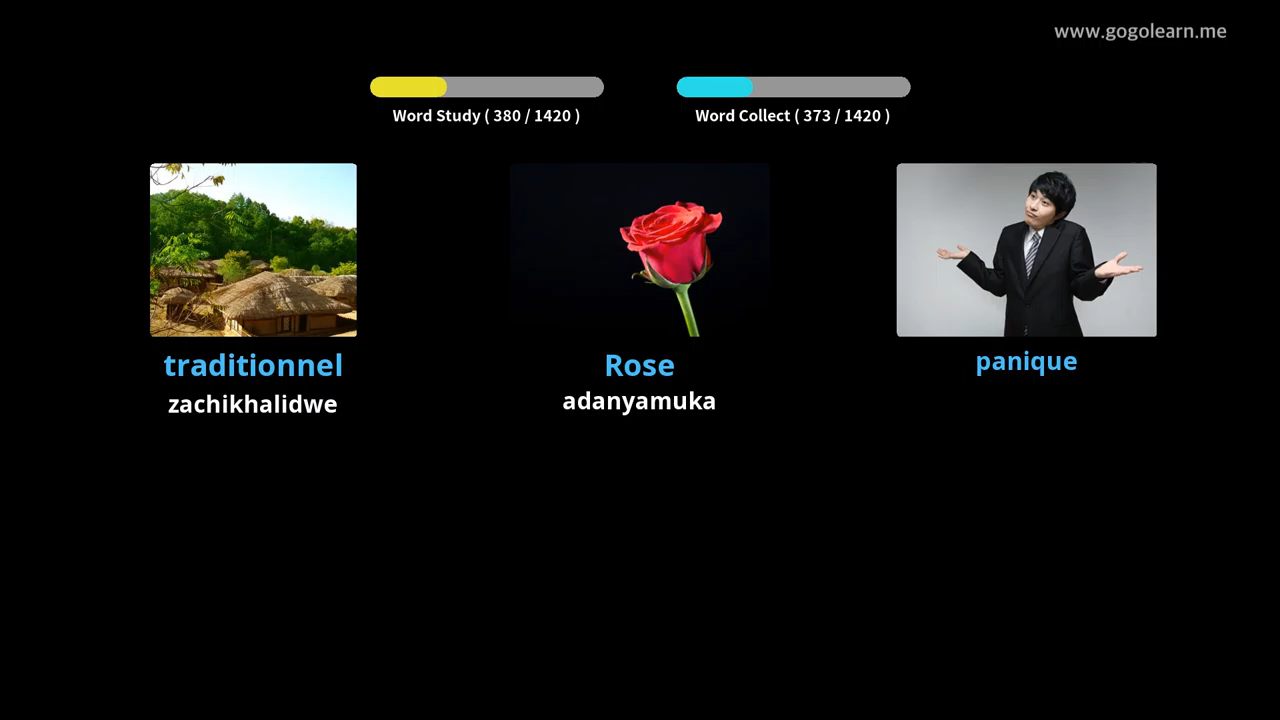 www.gogolearn.me
Word Study ( 380 / 1420 )
Word Collect ( 373 / 1420 )
traditionnel
zachikhalidwe
Rose
adanyamuka
panique